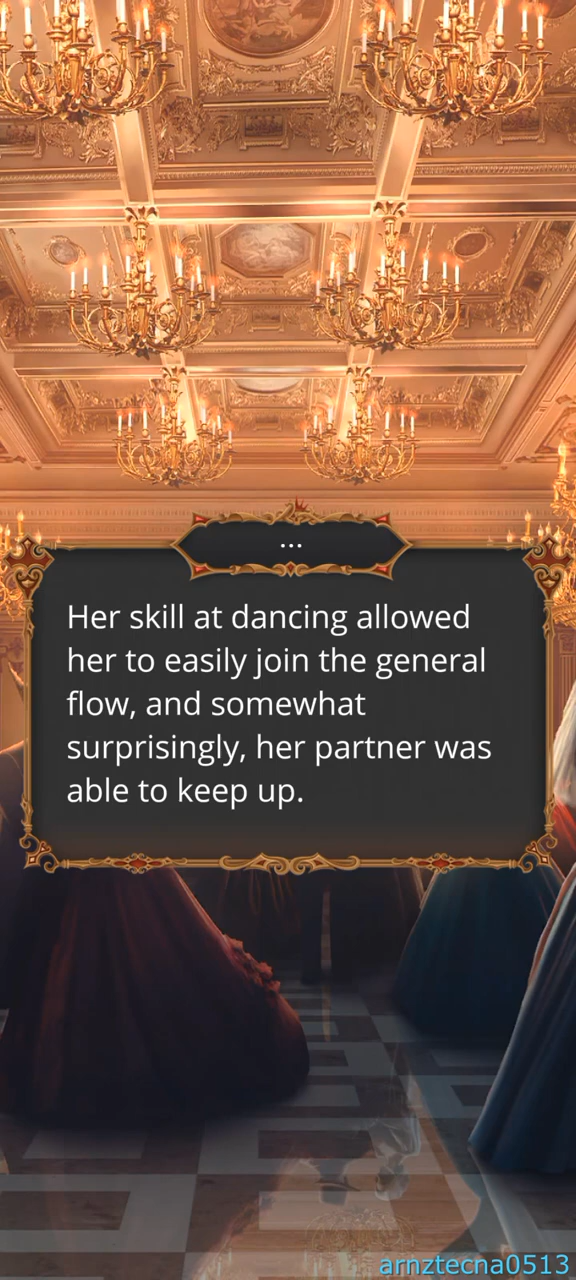 ...
Her skill at dancing allowed
her to easily join the general
flow, and somewhat
surprisingly, her partner was
able to keep up.
arnztecna0513